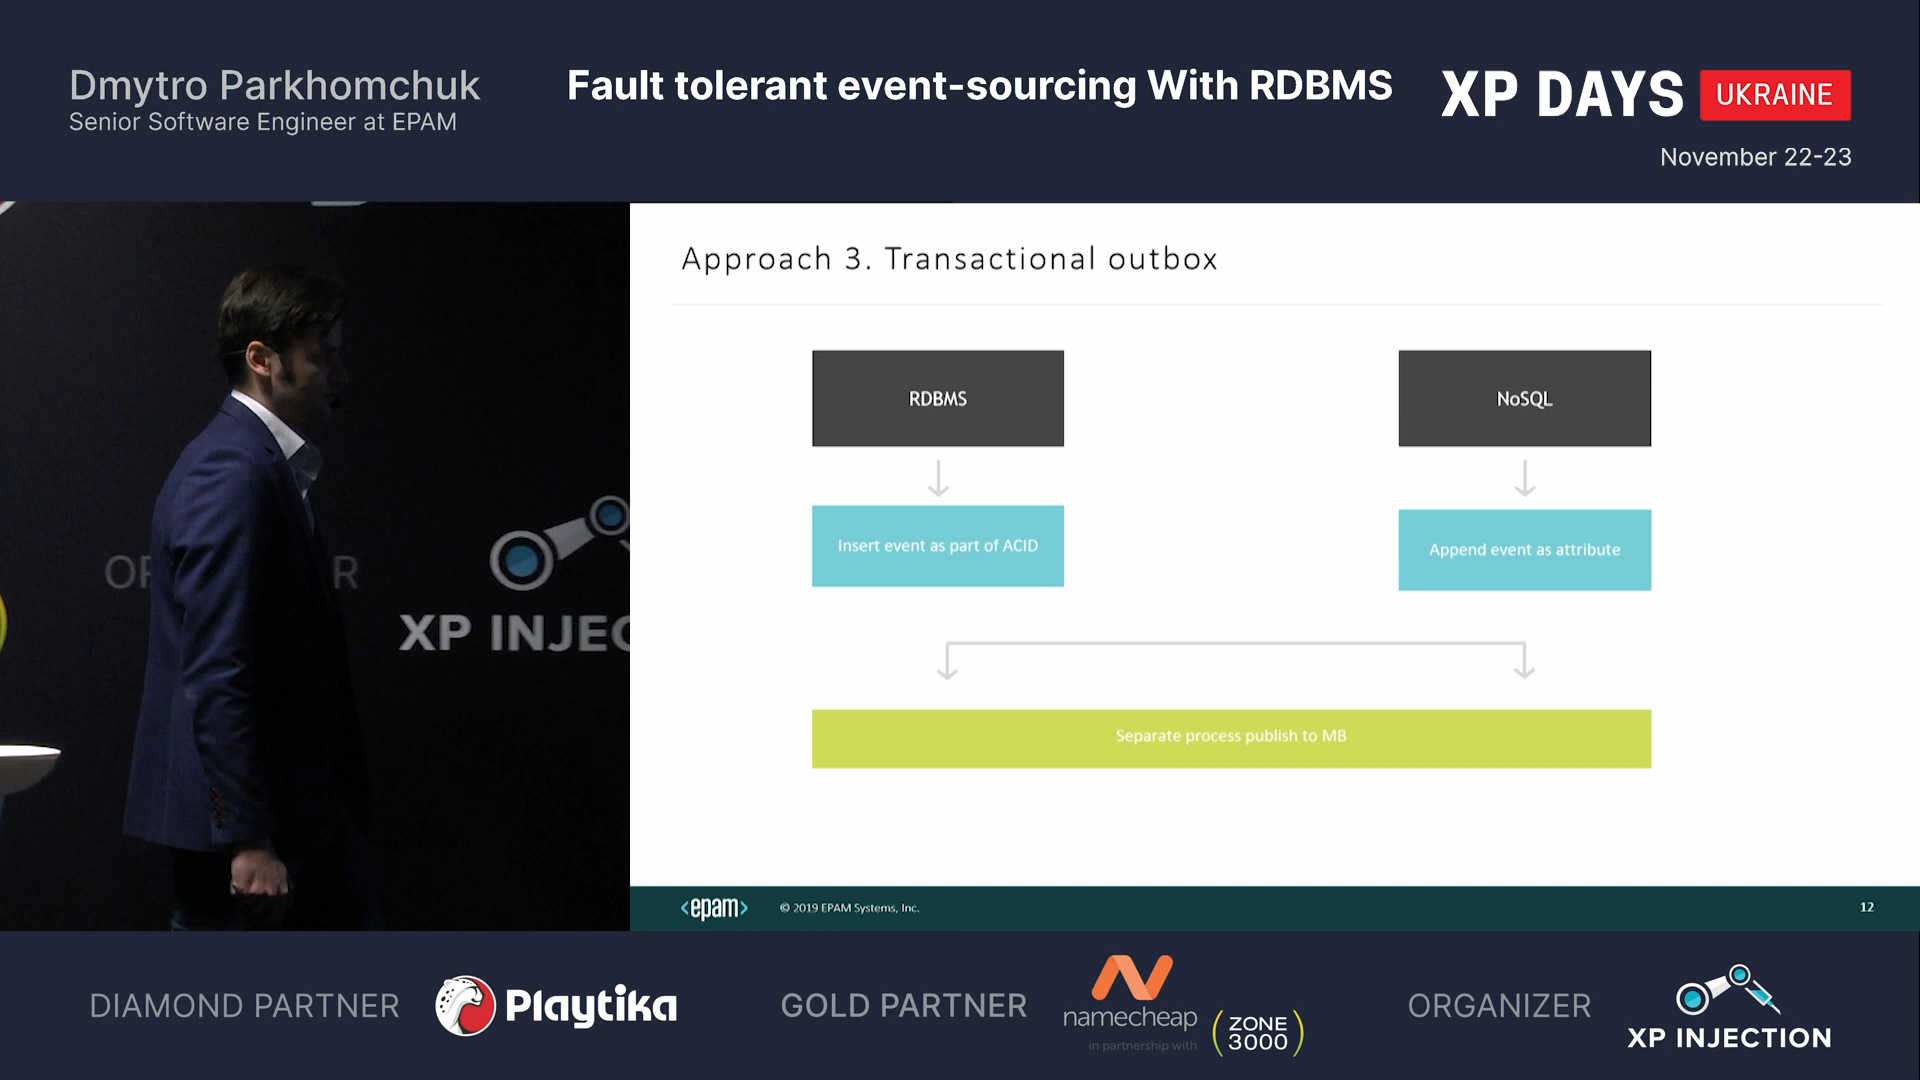 Dmytro Parkhomchuk
Senior Software Engineer at EPAM
Fault tolerant event-sourcing With RDBMS
XP DAYS UKRAINE
November 22-23
Approach 3. Transactional outbox
RDBMS
NoSQL
Insert event as part of ACID
Append event as attribute
Separate process publish to MB
<epam>
© 2019 EPAM Systems, Inc.
12
XP INJEC
DIAMOND PARTNER
Playtika
GOLD PARTNER
namecheap
in partnership with
ZONE
3000
ORGANIZER
XP INJECTION